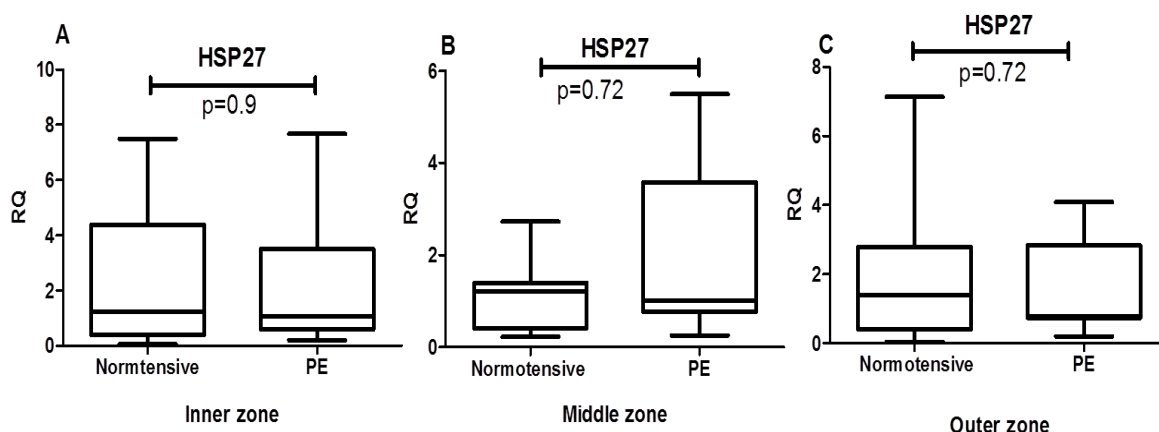 A
HSP27
p=0.9
10
8
6
4
2
0
RQ
Normtensive PE
Inner zone
B
HSP27
p=0.72
6
4
2
0
RQ
Normotensive PE
Middle zone
C
HSP27
p=0.72
8
6
4
2
0
RQ
Normotensive PE
Outer zone